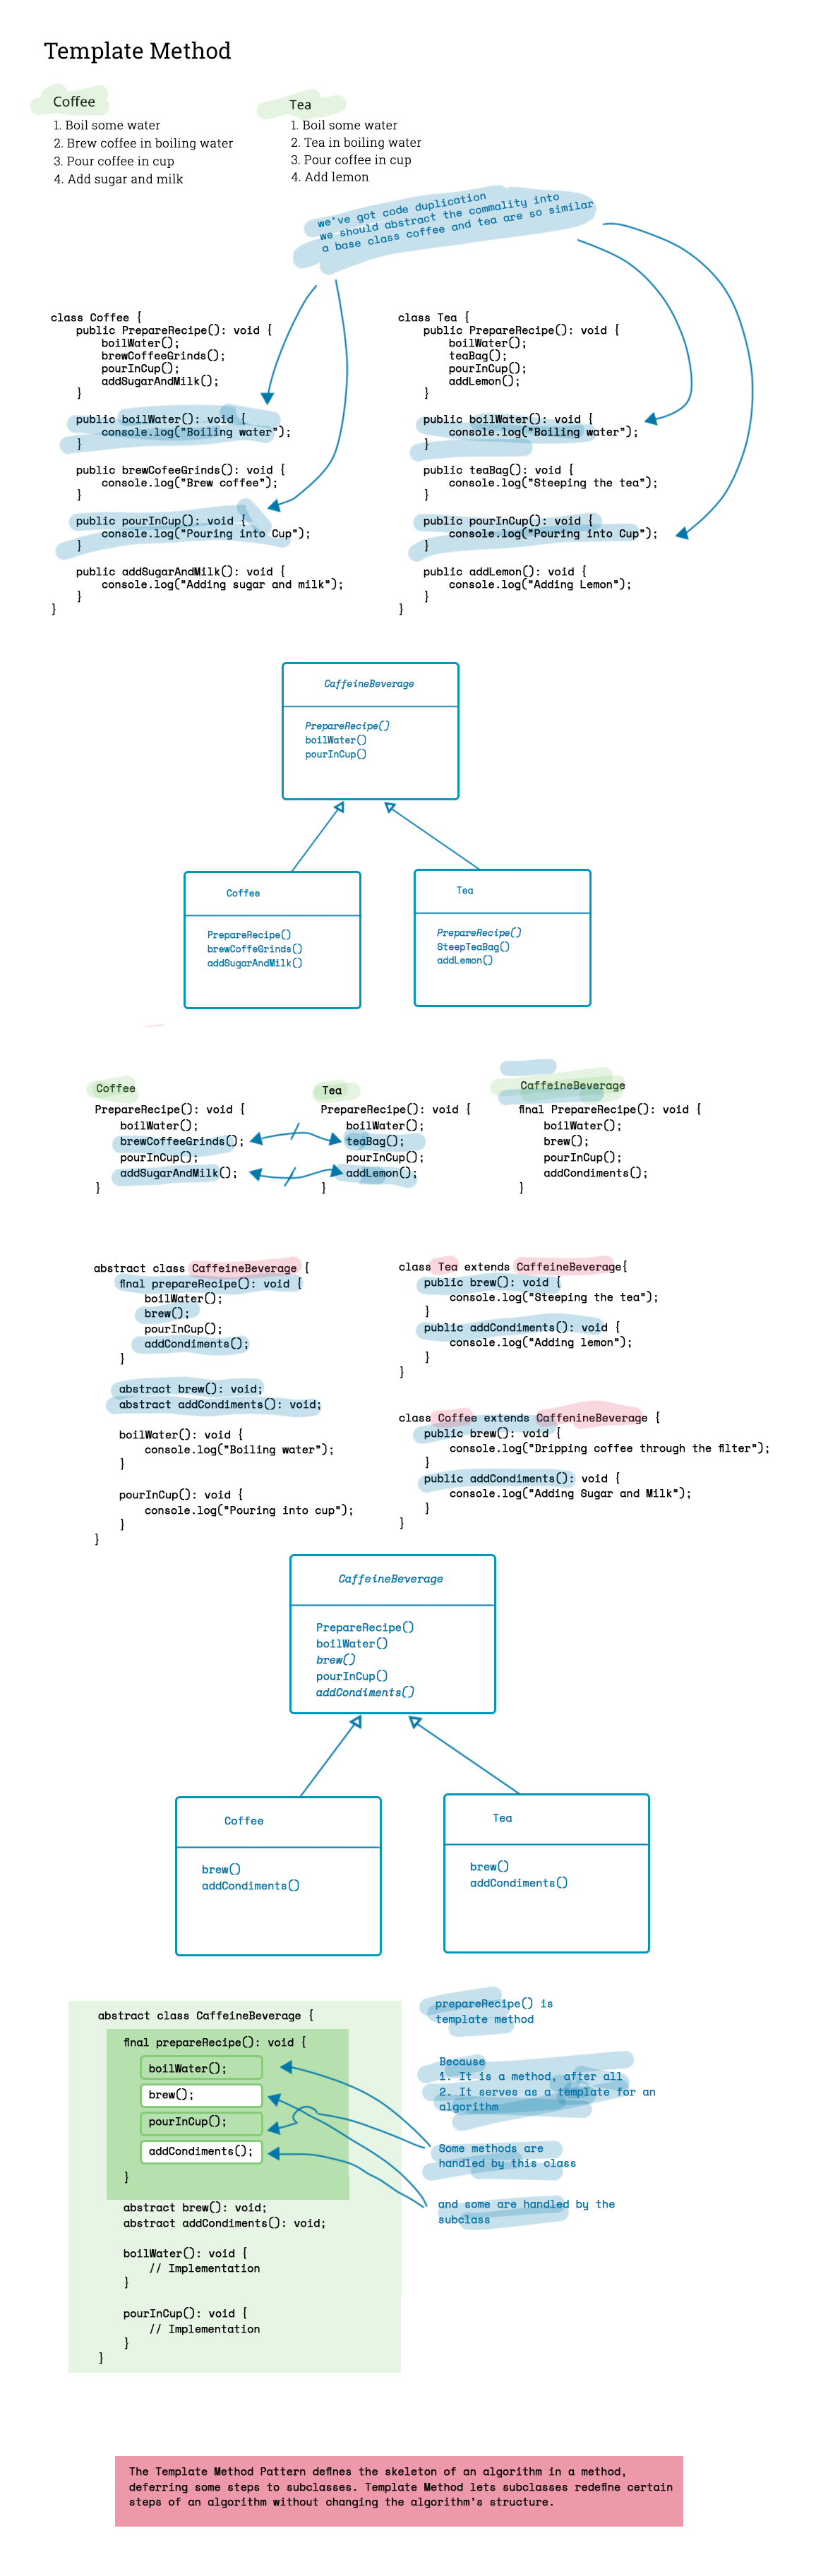 Template Method
Coffee
1. Boil some water
2. Brew coffee in boiling water
3. Pour coffee in cup
4. Add sugar and milk
Tea
1. Boil some water
2. Tea in boiling water
3. Pour coffee in cup
4. Add lemon
we've got code duplication
we should abstract the commality into
a base class coffee and tea are so similar
class Coffee {
public PrepareRecipe(): void {
boilWater();
brewCoffeeGrinds();
pourInCup();
addSugarAndMilk();
}
public boilWater(): void {
console.log("Boiling water");
}
public brewCofeeGrinds(): void {
console.log("Brew coffee");
}
public pourInCup(): void {
console.log("Pouring into Cup");
}
public addSugarAndMilk(): void {
console.log("Adding sugar and milk");
}
}
class Tea {
public PrepareRecipe(): void {
boilWater();
teaBag();
pourInCup();
addLemon();
}
public boilWater(): void {
console.log("Boiling water");
}
public teaBag(): void {
console.log("Steeping the tea");
}
public pourInCup(): void {
console.log("Pouring into Cup");
}
public addLemon(): void {
console.log("Adding Lemon");
}
}
CaffeineBeverage
PrepareRecipe()
boilWater()
pourInCup()
Coffee
PrepareRecipe()
brewCoffeGrinds()
addSugarAndMilk()
Tea
PrepareRecipe()
SteepTeaBag()
addLemon()
Coffee
PrepareRecipe(): void {
boilWater();
brewCoffeeGrinds();
pourInCup();
addSugarAndMilk();
}
Tea
PrepareRecipe(): void {
boilWater();
teaBag();
pourInCup();
addLemon();
}
CaffeineBeverage
final PrepareRecipe(): void {
boilWater();
brew();
pourInCup();
addCondiments();
}
abstract class CaffeineBeverage {
final prepareRecipe(): void {
boilWater();
brew();
pourInCup();
addCondiments();
}
abstract brew(): void;
abstract addCondiments(): void;
boilWater(): void {
console.log("Boiling water");
}
pourInCup(): void {
console.log("Pouring into cup");
}
}
class Tea extends CaffeineBeverage{
public brew(): void {
console.log("Steeping the tea");
}
public addCondiments(): void {
console.log("Adding lemon");
}
}
class Coffee extends CaffenineBeverage {
public brew(): void {
console.log("Dripping coffee through the filter");
}
public addCondiments(): void {
console.log("Adding Sugar and Milk");
}
}
CaffeineBeverage
PrepareRecipe()
boilWater()
brew()
pourInCup()
addCondiments()
Coffee
brew()
addCondiments()
Tea
brew()
addCondiments()
abstract class CaffeineBeverage {
final prepareRecipe(): void {
boilWater();
brew();
pourInCup();
addCondiments();
}
abstract brew(): void;
abstract addCondiments(): void;
boilWater(): void {
// Implementation
}
pourInCup(): void {
// Implementation
}
}
prepareRecipe() is
template method
Because
1. It is a method, after all
2. It serves as a template for an
algorithm
Some methods are
handled by this class
and some are handled by the
subclass
The Template Method Pattern defines the skeleton of an algorithm in a method,
deferring some steps to subclasses. Template Method lets subclasses redefine certain
steps of an algorithm without changing the algorithm's structure.